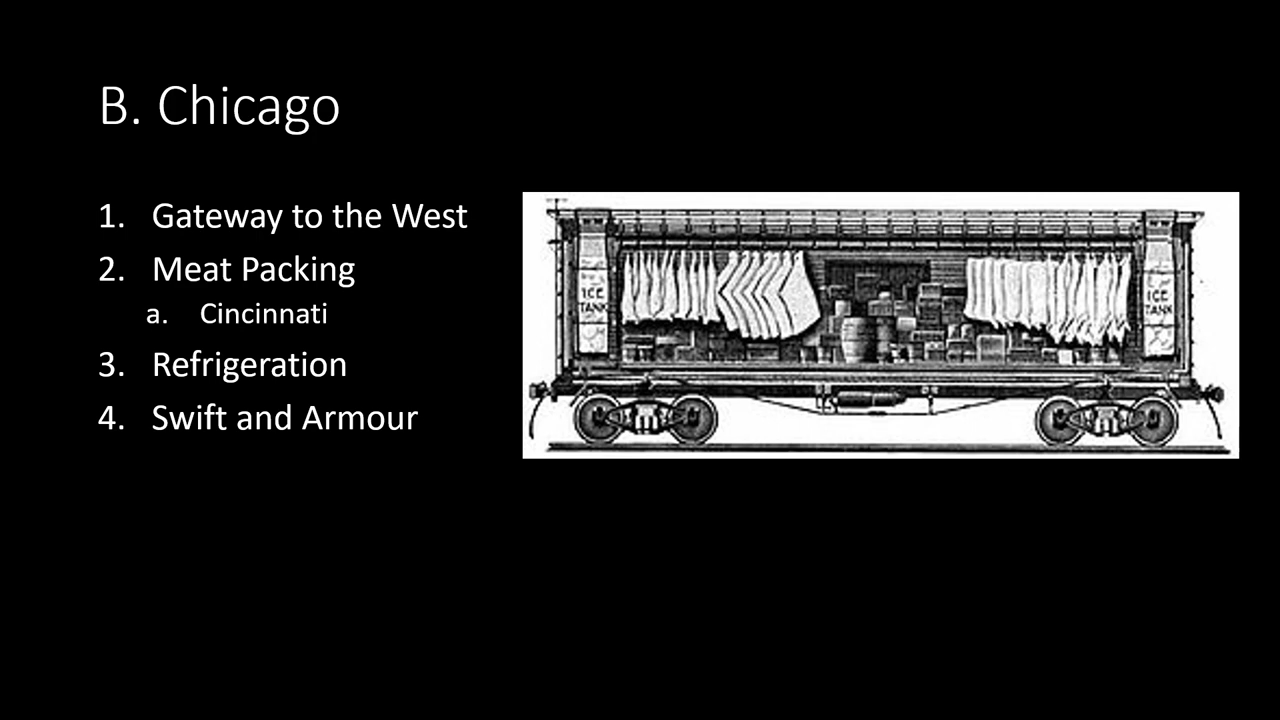 B. Chicago
1. Gateway to the West
2. Meat Packing
a. Cincinnati
3. Refrigeration
4. Swift and Armour
ICE
TANK
ICE
TANK